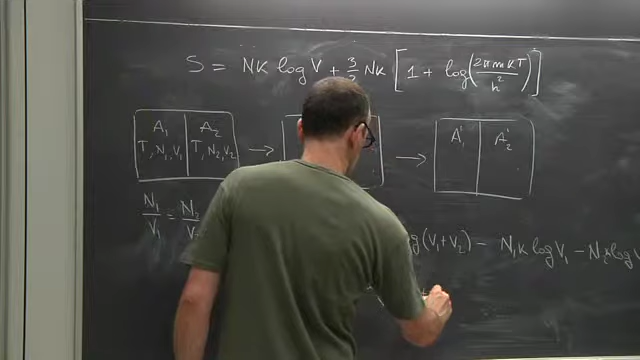 S = NK log V + 3/2 NK [1 + log(2πmKT/h²)]
A₁ A₂ → → A₁' A₂'
T, N₁, V₁ T, N₂, V₂
N₁/V₁ = N₂
(V₁+V₂) − N₁K log V₁ − N₂K log V